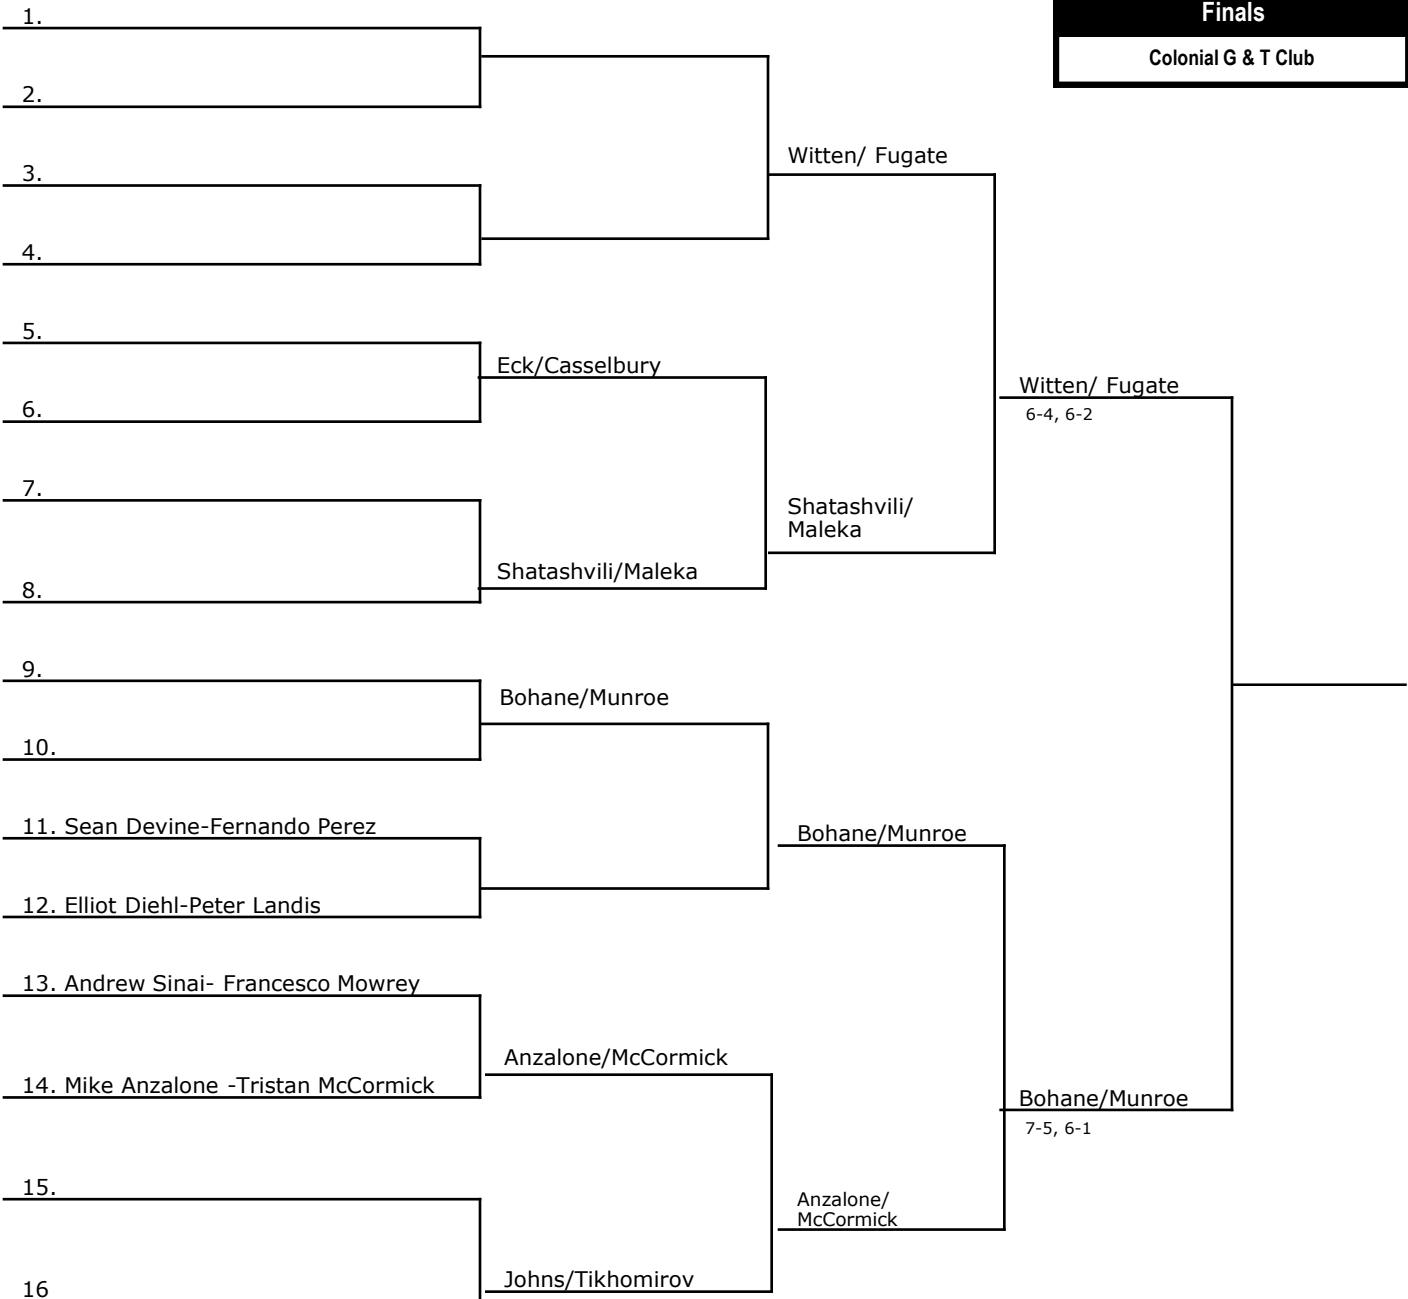 Finals
Colonial G & T Club
1.
2.
3.
4.
5.
6.
7.
8.
9.
10.
11. Sean Devine-Fernando Perez
12. Elliot Diehl-Peter Landis
13. Andrew Sinai- Francesco Mowrey
14. Mike Anzalone -Tristan McCormick
15.
16
Eck/Casselbury
Shatashvili/Maleka
Bohane/Munroe
Anzalone/McCormick
Johns/Tikhomirov
Witten/ Fugate
Shatashvili/
Maleka
Bohane/Munroe
Anzalone/
McCormick
Witten/ Fugate
6-4, 6-2
Bohane/Munroe
7-5, 6-1